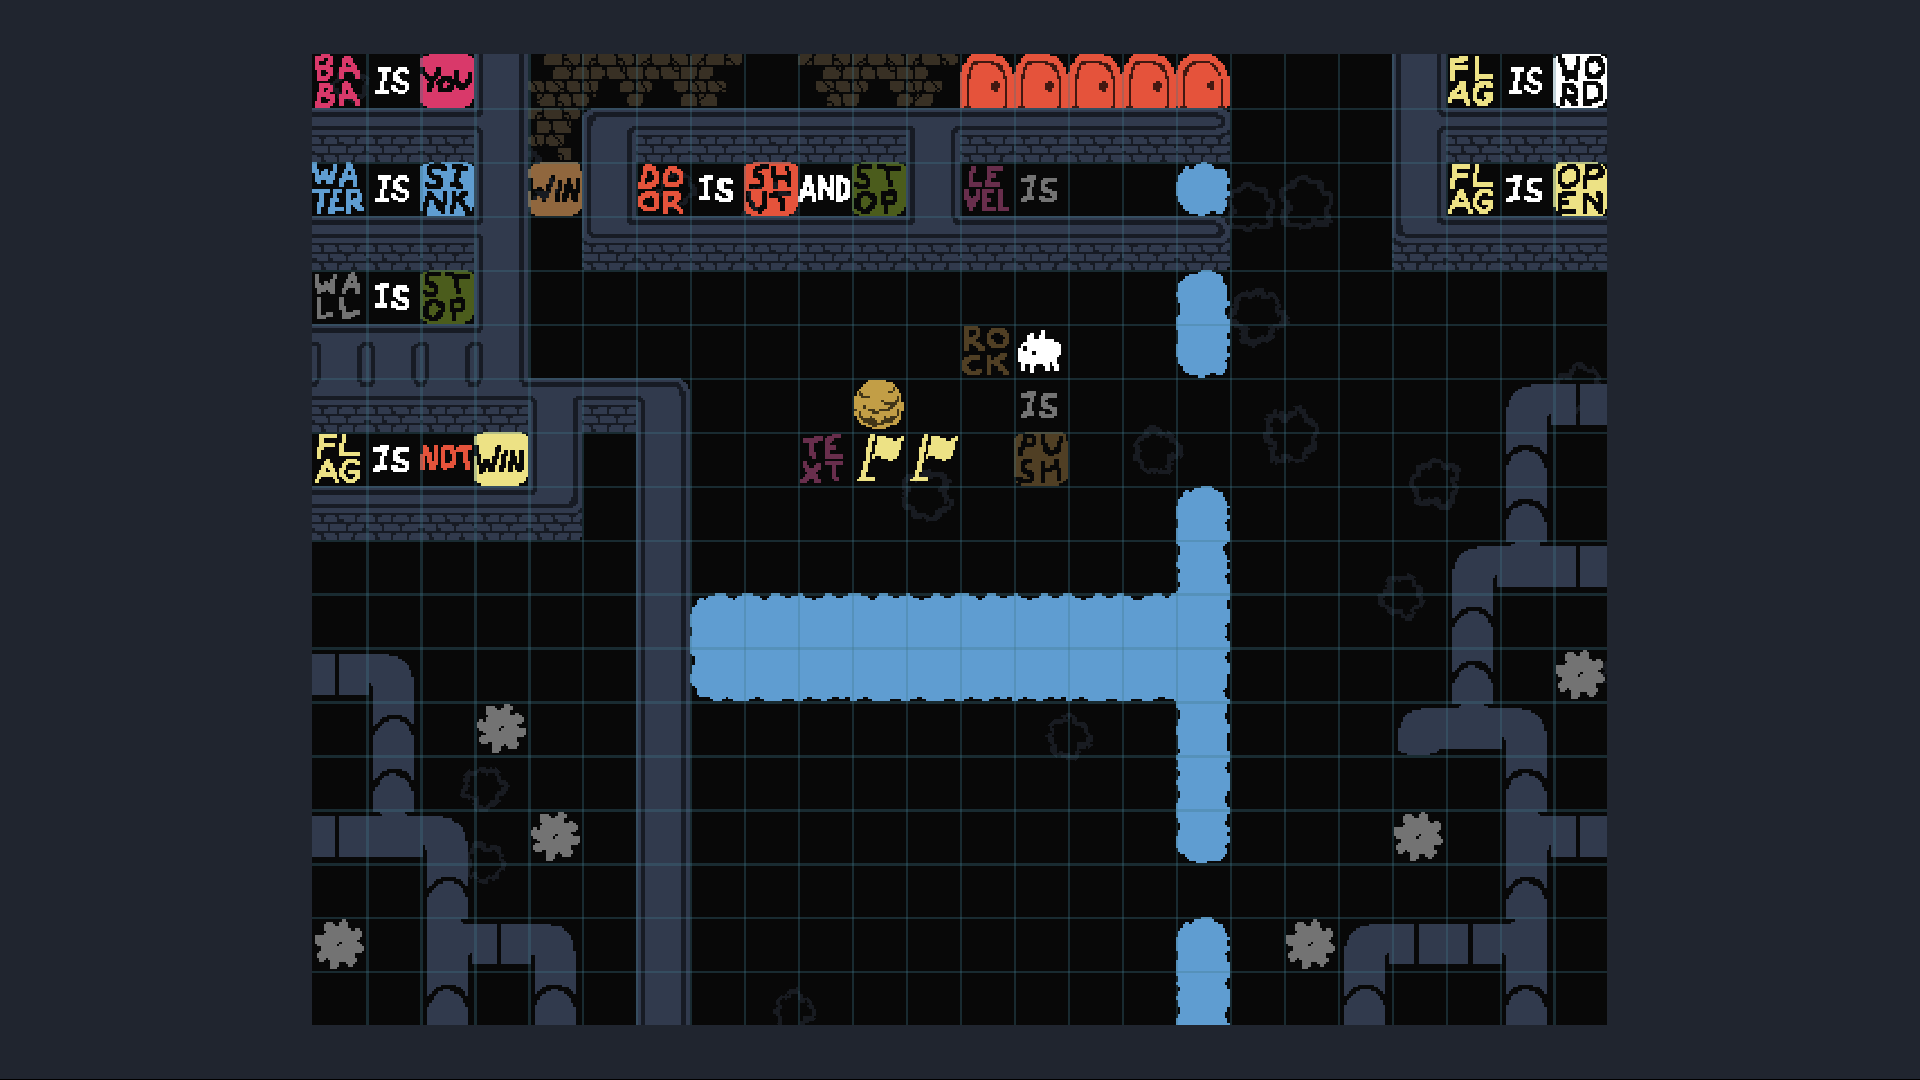 BABA IS YOU
FLAG IS WORD
WATER IS SINK
WIN
DOOR IS SHUT AND STOP
LEVEL IS
FLAG IS OPEN
WALL IS STOP
ROCK
IS
FLAG IS NOT WIN
TEXT
PUSH